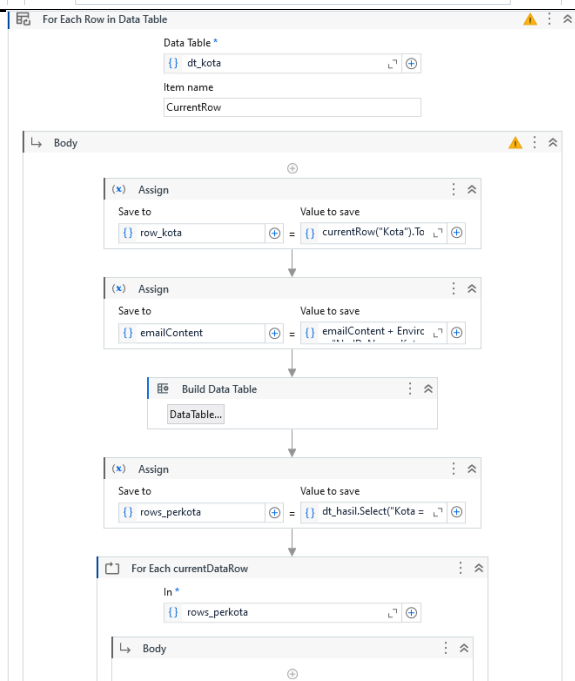 For Each Row in Data Table
Data Table *
dt_kota
Item name
CurrentRow
Body
(x) Assign
Save to Value to save
row_kota = currentRow("Kota").To
(x) Assign
Save to Value to save
emailContent = emailContent + Enviro
Build Data Table
DataTable...
(x) Assign
Save to Value to save
rows_perkota = dt_hasil.Select("Kota =
For Each currentDataRow
In *
rows_perkota
Body